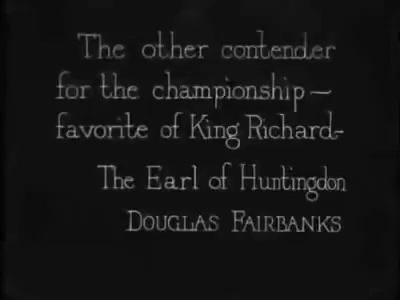 The other contender
for the championship—
favorite of King Richard-
The Earl of Huntingdon
DOUGLAS FAIRBANKS